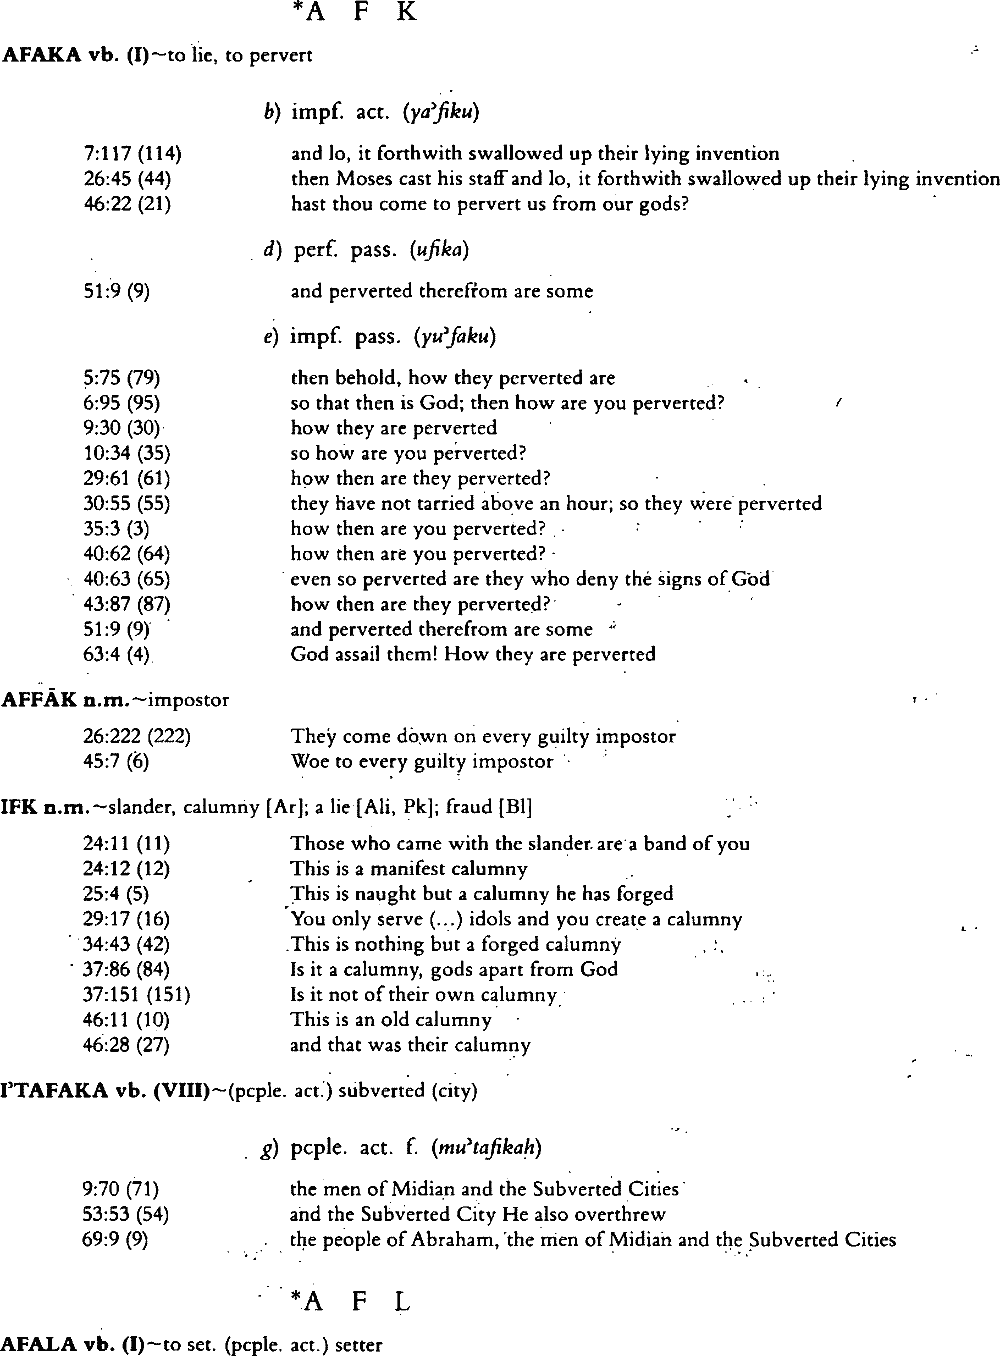 *A F K
AFAKA vb. (I)~to lie, to pervert
b) impf. act. (yaʾfiku)
7:117 (114) and lo, it forthwith swallowed up their lying invention
26:45 (44) then Moses cast his staff and lo, it forthwith swallowed up their lying invention
46:22 (21) hast thou come to pervert us from our gods?
d) perf. pass. (ufika)
51:9 (9) and perverted therefrom are some
e) impf. pass. (yuʾfaku)
5:75 (79) then behold, how they perverted are
6:95 (95) so that then is God; then how are you perverted?
9:30 (30) how they are perverted
10:34 (35) so how are you perverted?
29:61 (61) how then are they perverted?
30:55 (55) they have not tarried above an hour; so they were perverted
35:3 (3) how then are you perverted?
40:62 (64) how then are you perverted?
40:63 (65) even so perverted are they who deny the signs of God
43:87 (87) how then are they perverted?
51:9 (9) and perverted therefrom are some
63:4 (4) God assail them! How they are perverted
AFFĀK n.m.~impostor
26:222 (222) They come down on every guilty impostor
45:7 (6) Woe to every guilty impostor
IFK n.m.~slander, calumny [Ar]; a lie [Ali, Pk]; fraud [Bl]
24:11 (11) Those who came with the slander are a band of you
24:12 (12) This is a manifest calumny
25:4 (5) This is naught but a calumny he has forged
29:17 (16) You only serve (...) idols and you create a calumny
34:43 (42) This is nothing but a forged calumny
37:86 (84) Is it a calumny, gods apart from God
37:151 (151) Is it not of their own calumny
46:11 (10) This is an old calumny
46:28 (27) and that was their calumny
IʾTAFAKA vb. (VIII)~(pcple. act.) subverted (city)
g) pcple. act. f. (muʾtafikah)
9:70 (71) the men of Midian and the Subverted Cities
53:53 (54) and the Subverted City He also overthrew
69:9 (9) the people of Abraham, the men of Midian and the Subverted Cities
*A F L
AFALA vb. (I)~to set. (pcple. act.) setter